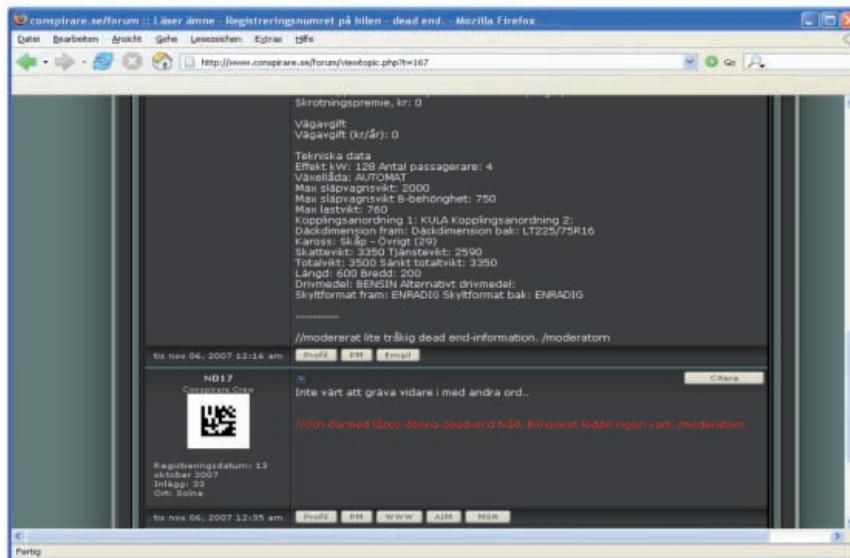 conspirare.se/forum :: Läser ämne - Registreringsnumret på bilen - dead end. - Mozilla Firefox
Datei Bearbeiten Ansicht Gehe Lesezeichen Extras Hilfe
http://www.conspirare.se/forum/viewtopic.php?t=167 Go
Skrotningspremie, kr: 0
Vägavgift
Vägavgift (kr/år): 0
Tekniska data
Effekt kW: 128 Antal passagerare: 4
Växellåda: AUTOMAT
Max släpvagnsvikt: 2000
Max släpvagnsvikt B-behörighet: 750
Max lastvikt: 760
Kopplingsanordning 1: KULA Kopplingsanordning 2:
Däckdimension fram: Däckdimension bak: LT225/75R16
Kaross: Skåp - Övrigt (29)
Skattevikt: 3350 Tjänstevikt: 2590
Totalvikt: 3500 Sänkt totaltvikt: 3350
Längd: 600 Bredd: 200
Drivmedel: BENSIN Alternativt drivmedel:
Skyltformat fram: ENRADIG Skyltformat bak: ENRADIG
----------
//modererat lite tråkig dead end-information. /moderatorn
tis nov 06, 2007 12:16 am Profil PM Email
N017 Citera
Conspirare Crew
Inte värt att gräva vidare i med andra ord..
//Och därmed låses denna dead-end tråd. Bilnumret ledde ingen vart. /moderatorn
Registreringsdatum: 13
oktober 2007
Inlägg: 33
Ort: Solna
tis nov 06, 2007 12:35 am Profil PM WWW AIM MSN
Fertig